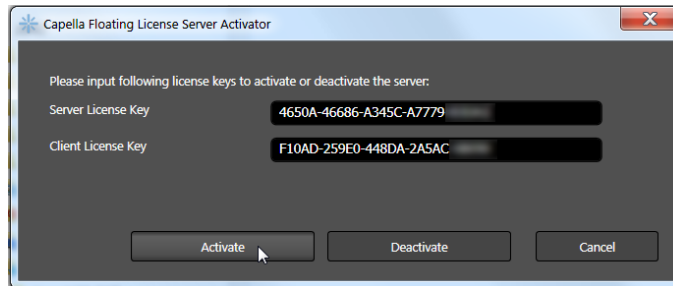 Capella Floating License Server Activator
Please input following license keys to activate or deactivate the server:
Server License Key 4650A-46686-A345C-A7779
Client License Key F10AD-259E0-448DA-2A5AC
Activate Deactivate Cancel